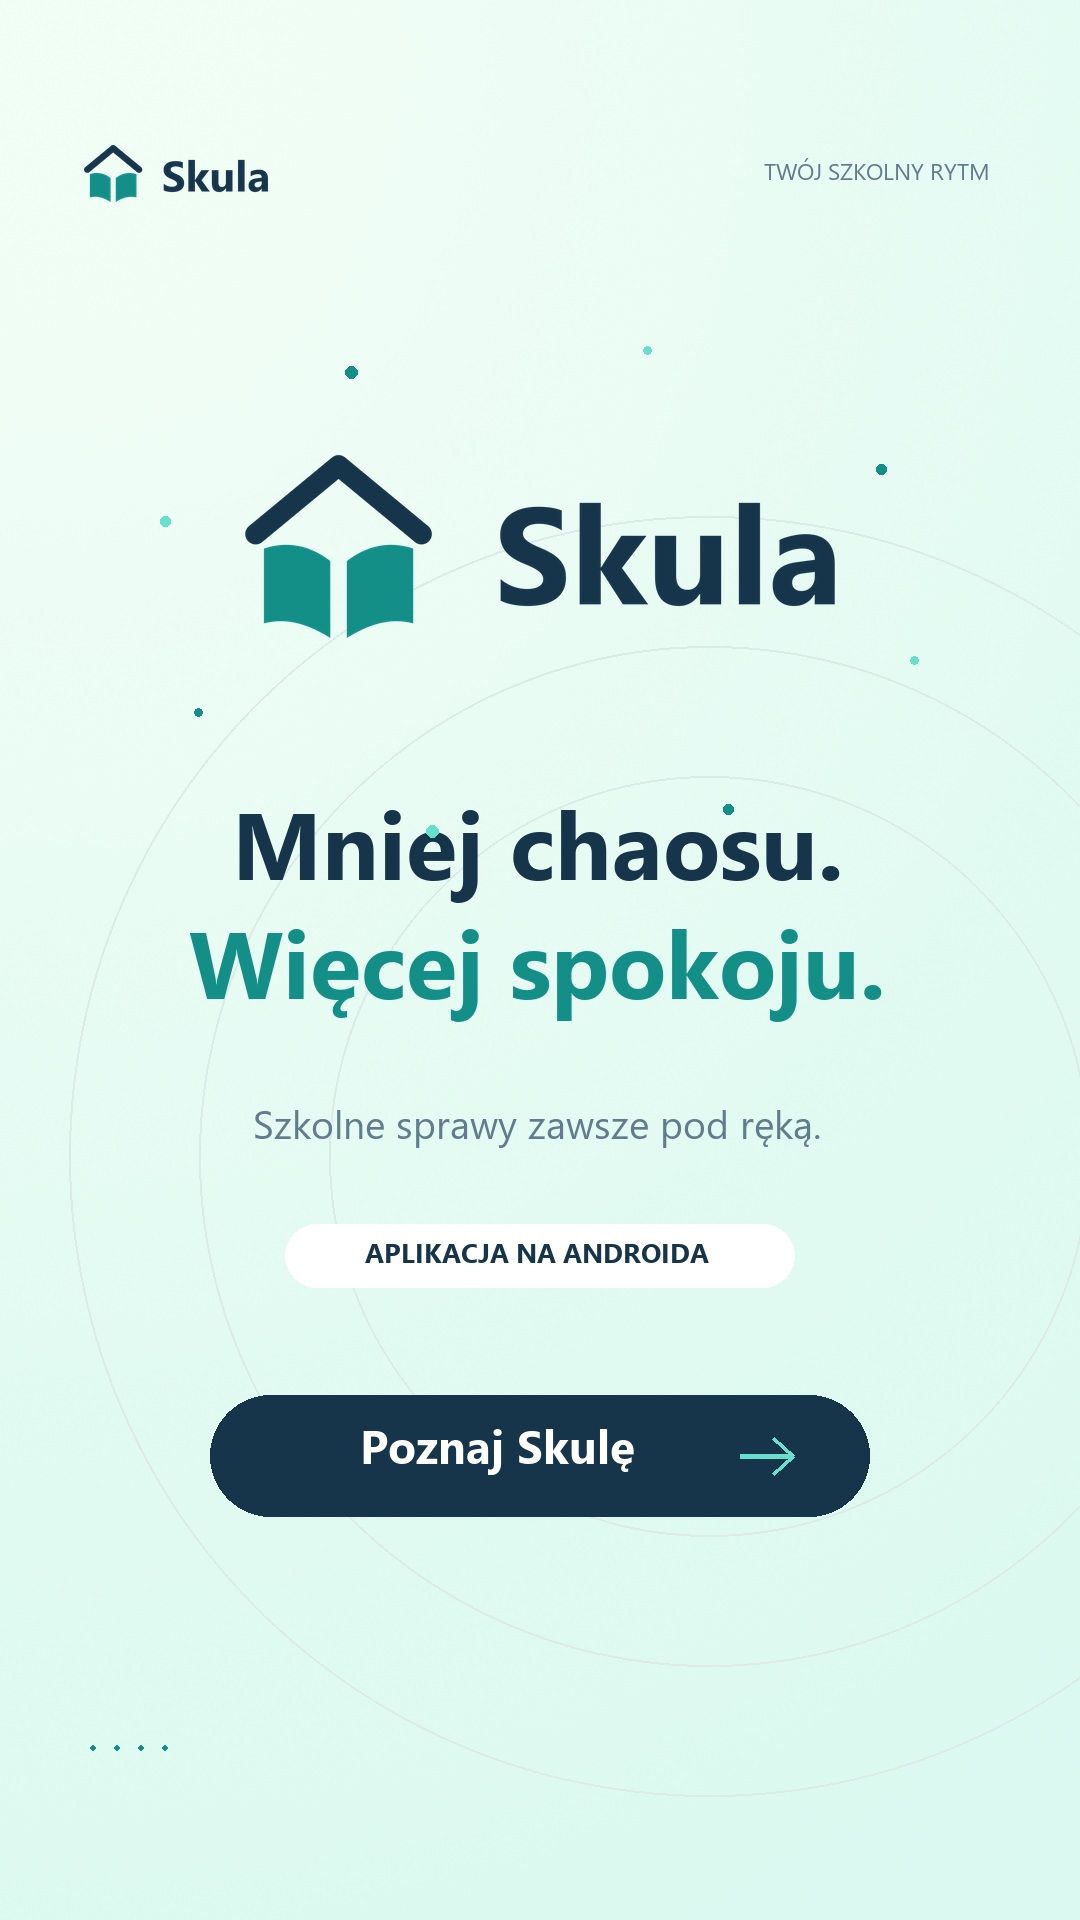 Skula
TWÓJ SZKOLNY RYTM
Skula
Mniej chaosu.
Więcej spokoju.
Szkolne sprawy zawsze pod ręką.
APLIKACJA NA ANDROIDA
Poznaj Skulę